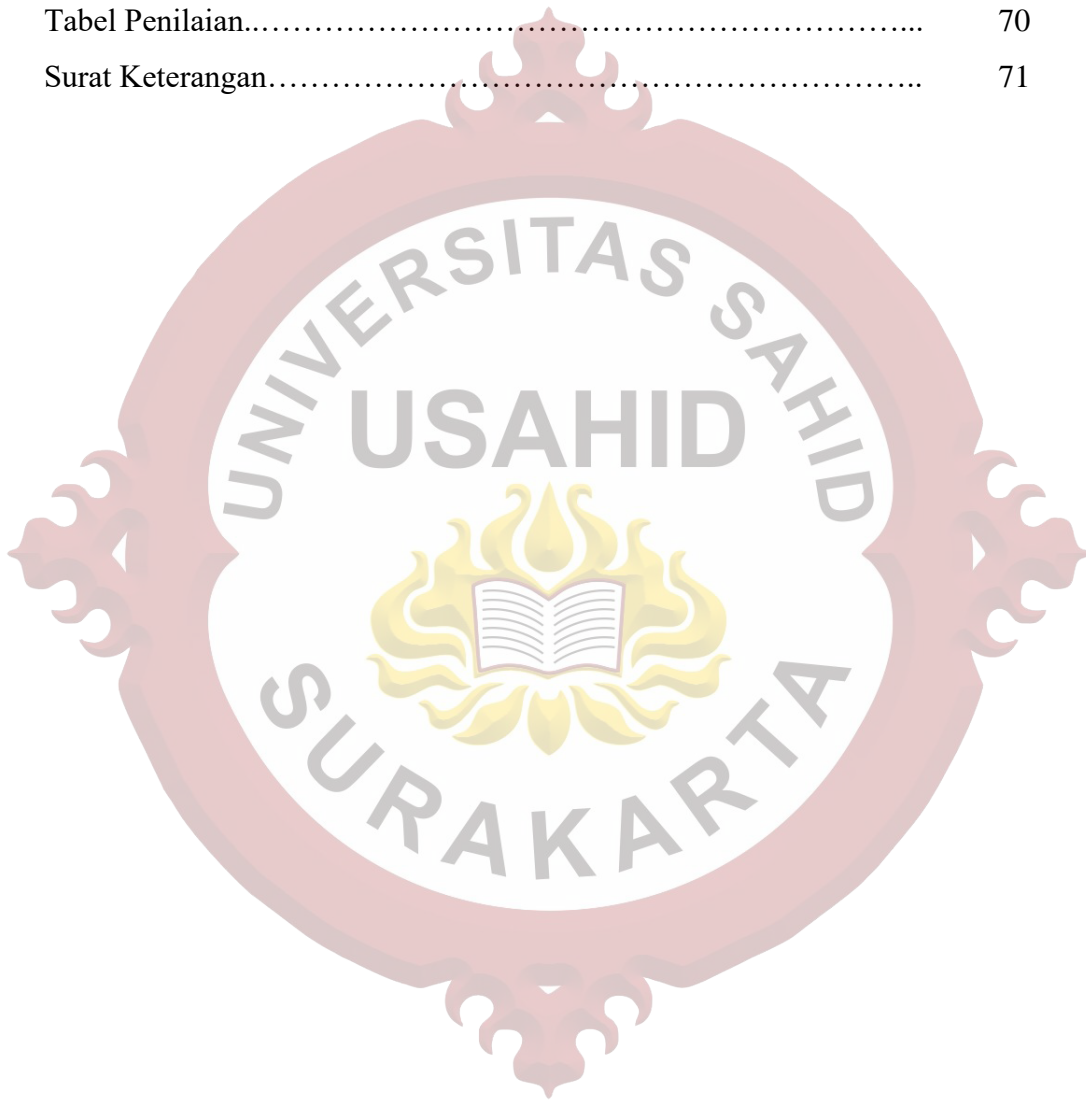 Tabel Penilaian..………………………………………………………... 70
Surat Keterangan……………………………………………………….. 71
UNIVERSITAS SAHID
USAHID
SURAKARTA